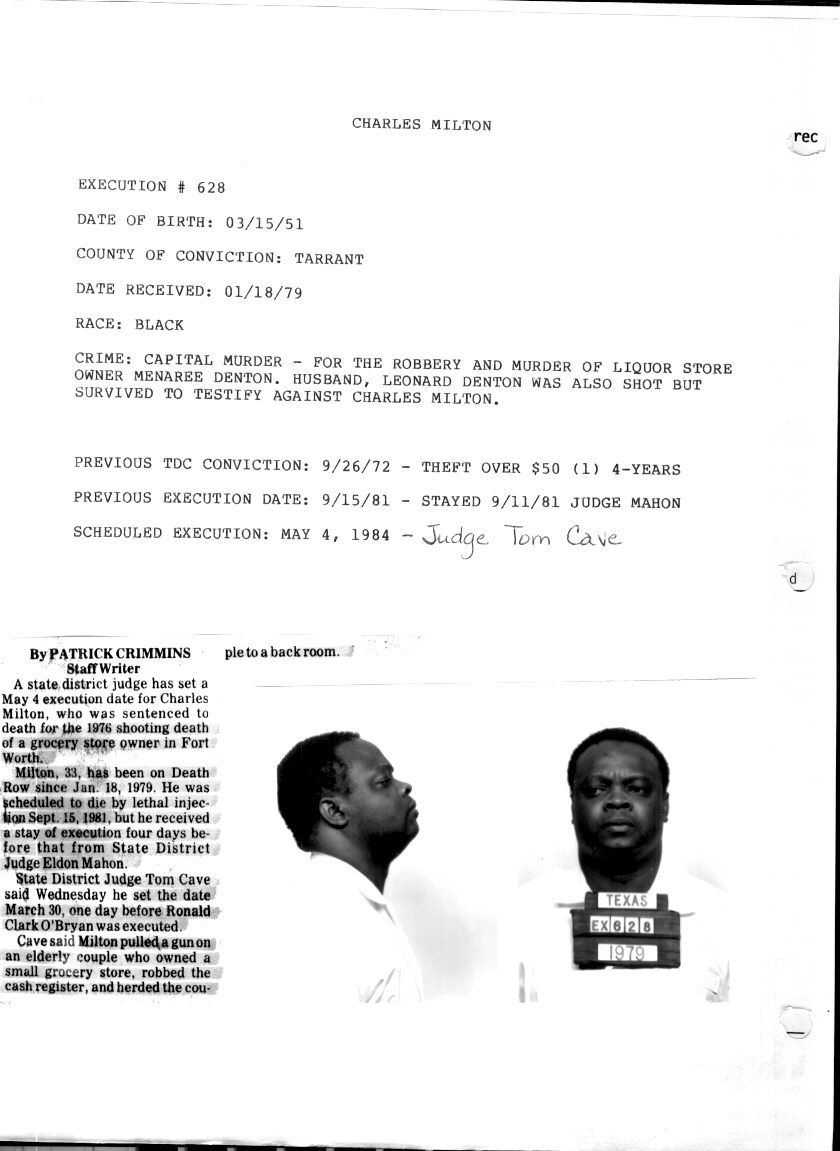 CHARLES MILTON
rec
EXECUTION # 628
DATE OF BIRTH: 03/15/51
COUNTY OF CONVICTION: TARRANT
DATE RECEIVED: 01/18/79
RACE: BLACK
CRIME: CAPITAL MURDER - FOR THE ROBBERY AND MURDER OF LIQUOR STORE
OWNER MENAREE DENTON. HUSBAND, LEONARD DENTON WAS ALSO SHOT BUT
SURVIVED TO TESTIFY AGAINST CHARLES MILTON.
PREVIOUS TDC CONVICTION: 9/26/72 - THEFT OVER $50 (1) 4-YEARS
PREVIOUS EXECUTION DATE: 9/15/81 - STAYED 9/11/81 JUDGE MAHON
SCHEDULED EXECUTION: MAY 4, 1984 - Judge Tom Cave
d
By PATRICK CRIMMINS
Staff Writer
A state district judge has set a
May 4 execution date for Charles
Milton, who was sentenced to
death for the 1976 shooting death
of a grocery store owner in Fort
Worth.
Milton, 33, has been on Death
Row since Jan. 18, 1979. He was
scheduled to die by lethal injec-
tion Sept. 15, 1981, but he received
a stay of execution four days be-
fore that from State District
Judge Eldon Mahon.
State District Judge Tom Cave
said Wednesday he set the date
March 30, one day before Ronald
Clark O'Bryan was executed.
Cave said Milton pulled a gun on
an elderly couple who owned a
small grocery store, robbed the
cash register, and herded the cou-
ple to a back room.
TEXAS
EX 6 2 8
1979